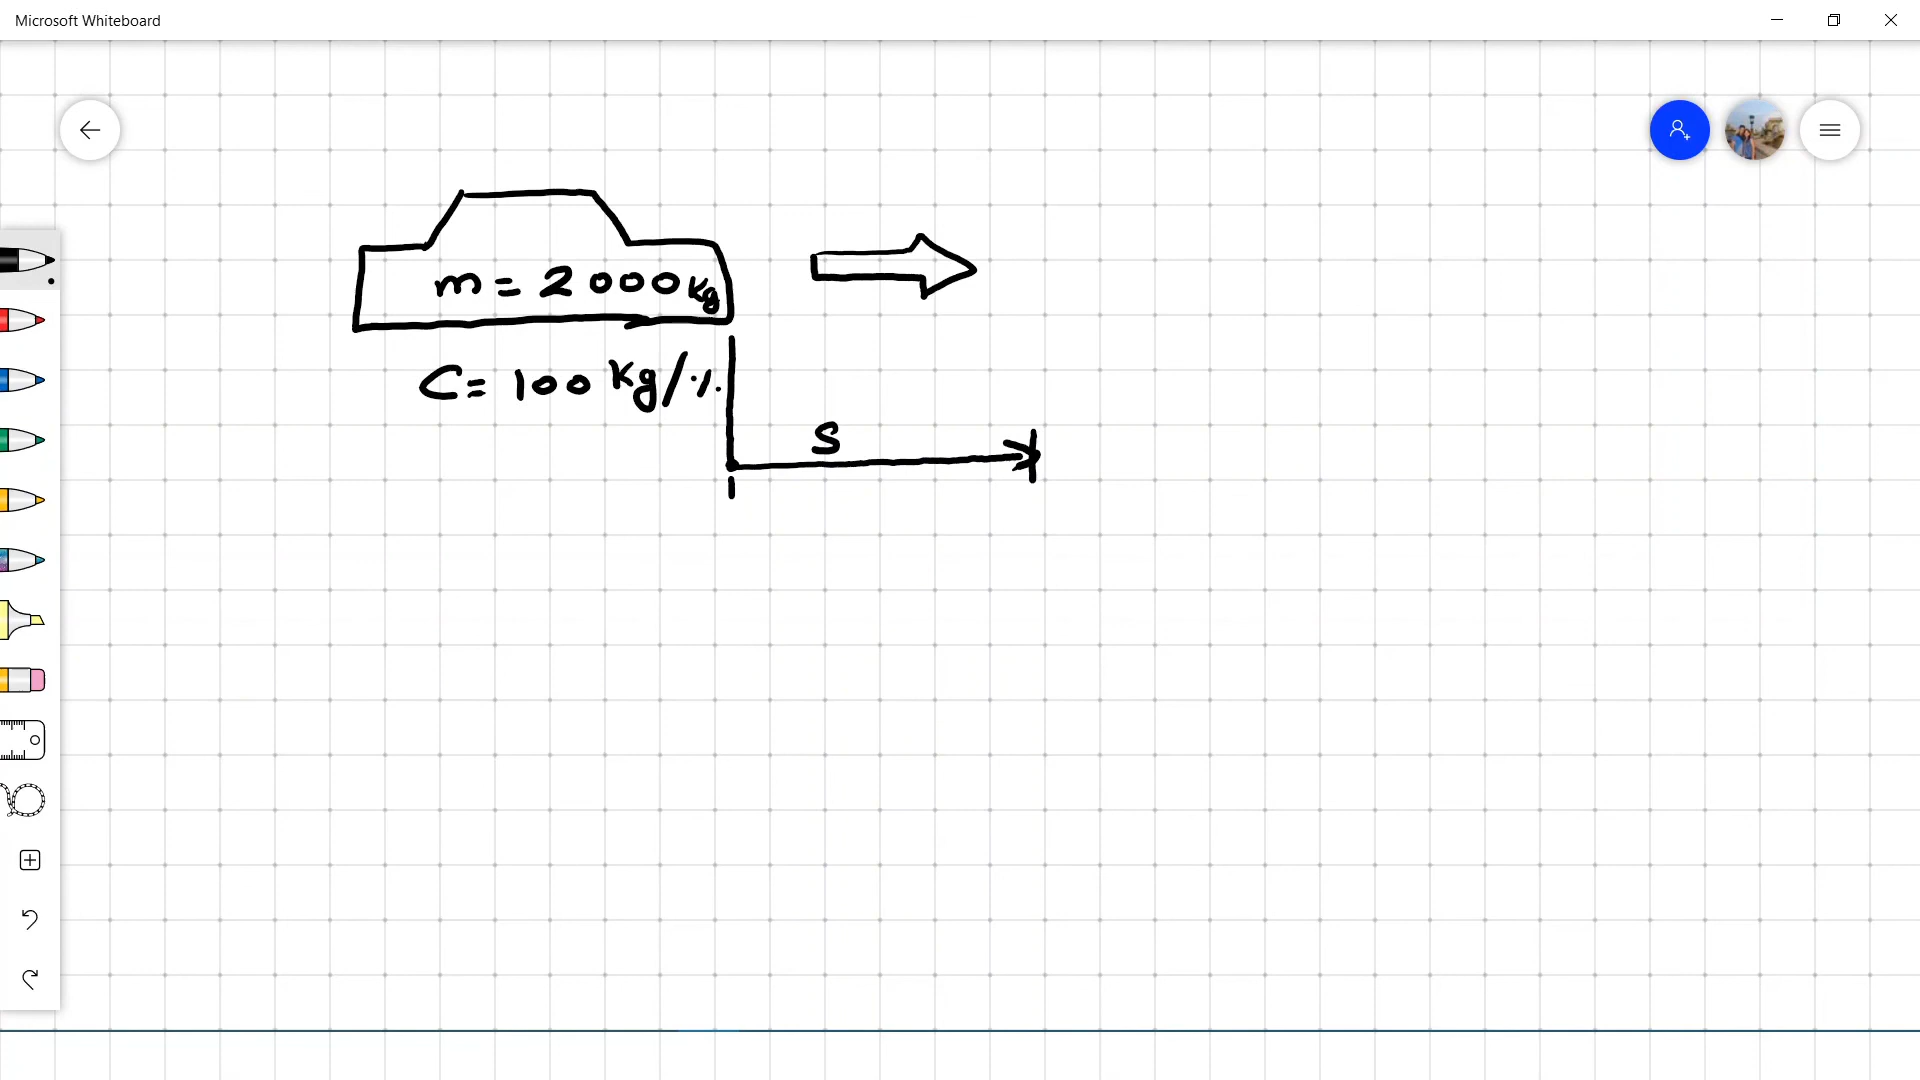 Microsoft Whiteboard
m = 2000 kg
C = 100 kg/%.
S